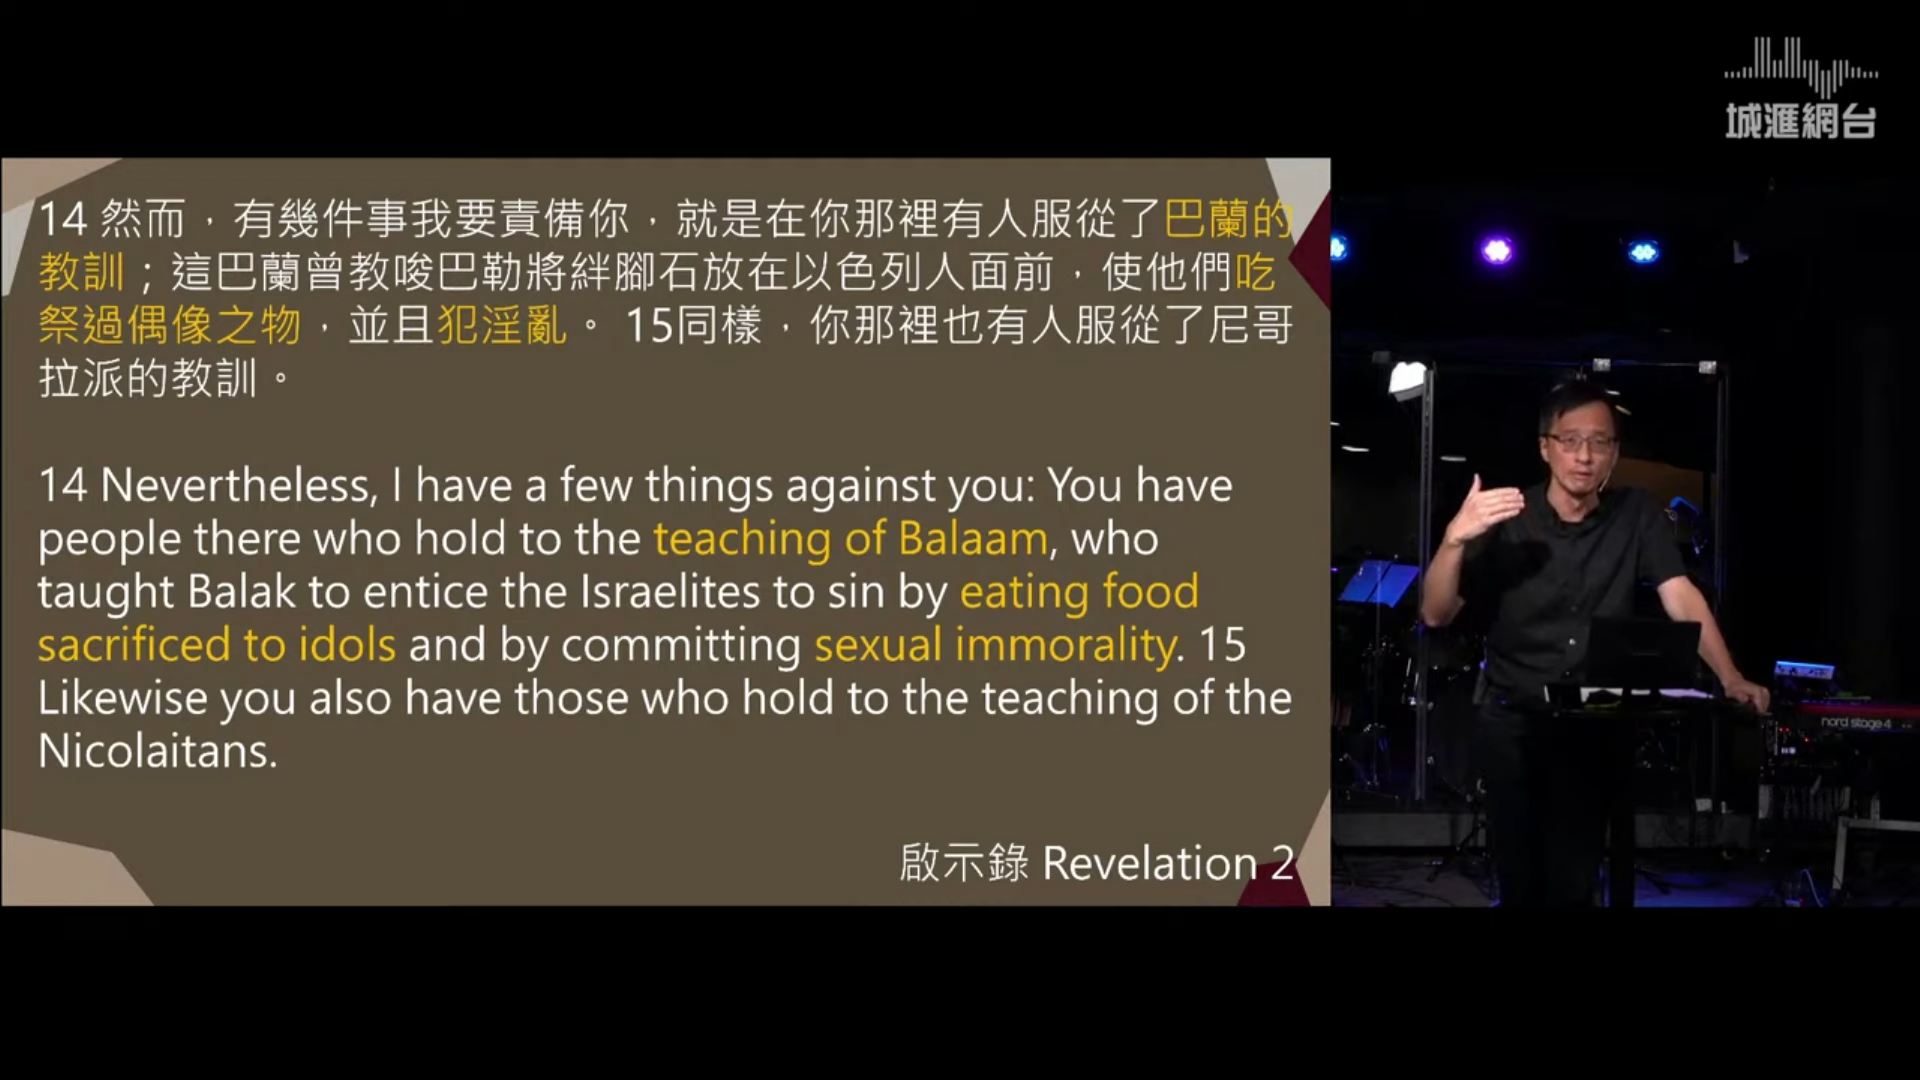 城滙網台
14 然而，有幾件事我要責備你，就是在你那裡有人服從了巴蘭的
教訓；這巴蘭曾教唆巴勒將絆腳石放在以色列人面前，使他們吃
祭過偶像之物，並且犯淫亂。 15同樣，你那裡也有人服從了尼哥
拉派的教訓。
14 Nevertheless, I have a few things against you: You have
people there who hold to the teaching of Balaam, who
taught Balak to entice the Israelites to sin by eating food
sacrificed to idols and by committing sexual immorality. 15
Likewise you also have those who hold to the teaching of the
Nicolaitans.
啟示錄 Revelation 2
nord stage 4